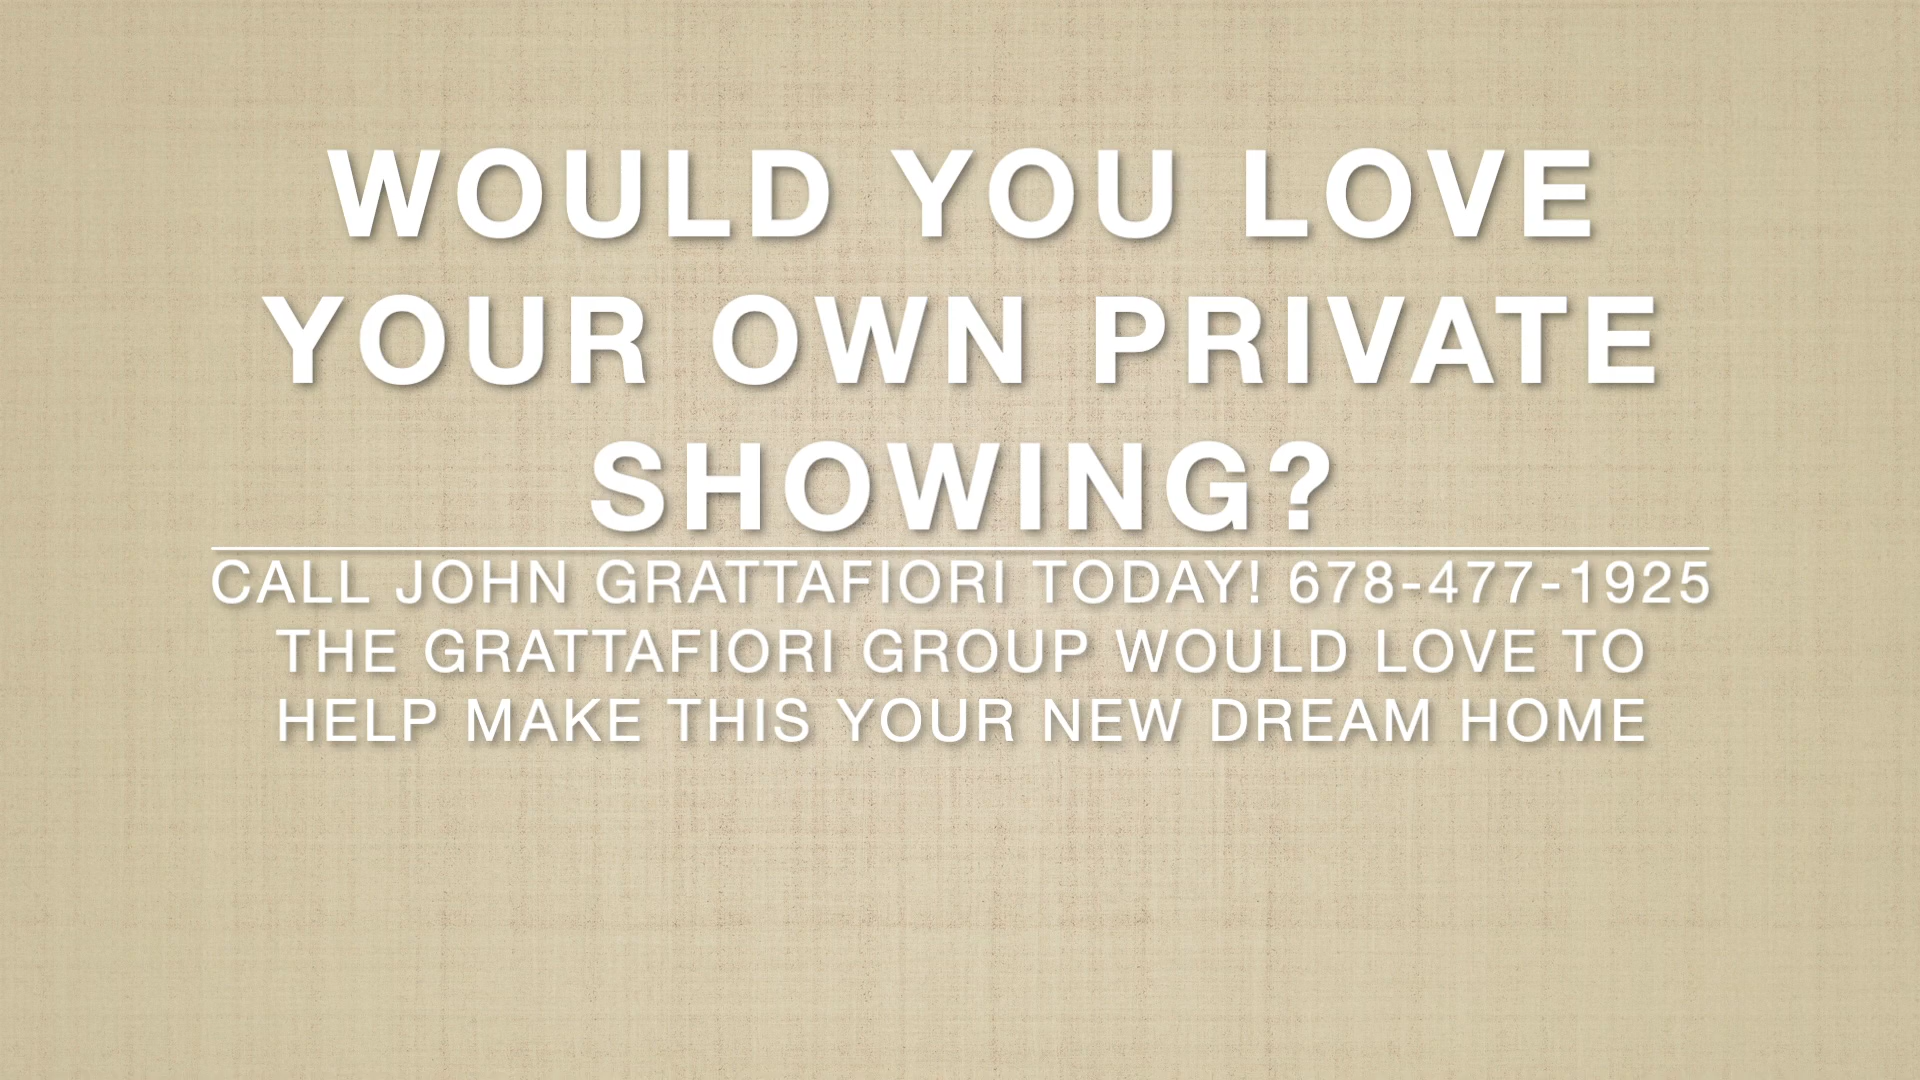 WOULD YOU LOVE
YOUR OWN PRIVATE
SHOWING?
CALL JOHN GRATTAFIORI TODAY! 678-477-1925
THE GRATTAFIORI GROUP WOULD LOVE TO
HELP MAKE THIS YOUR NEW DREAM HOME